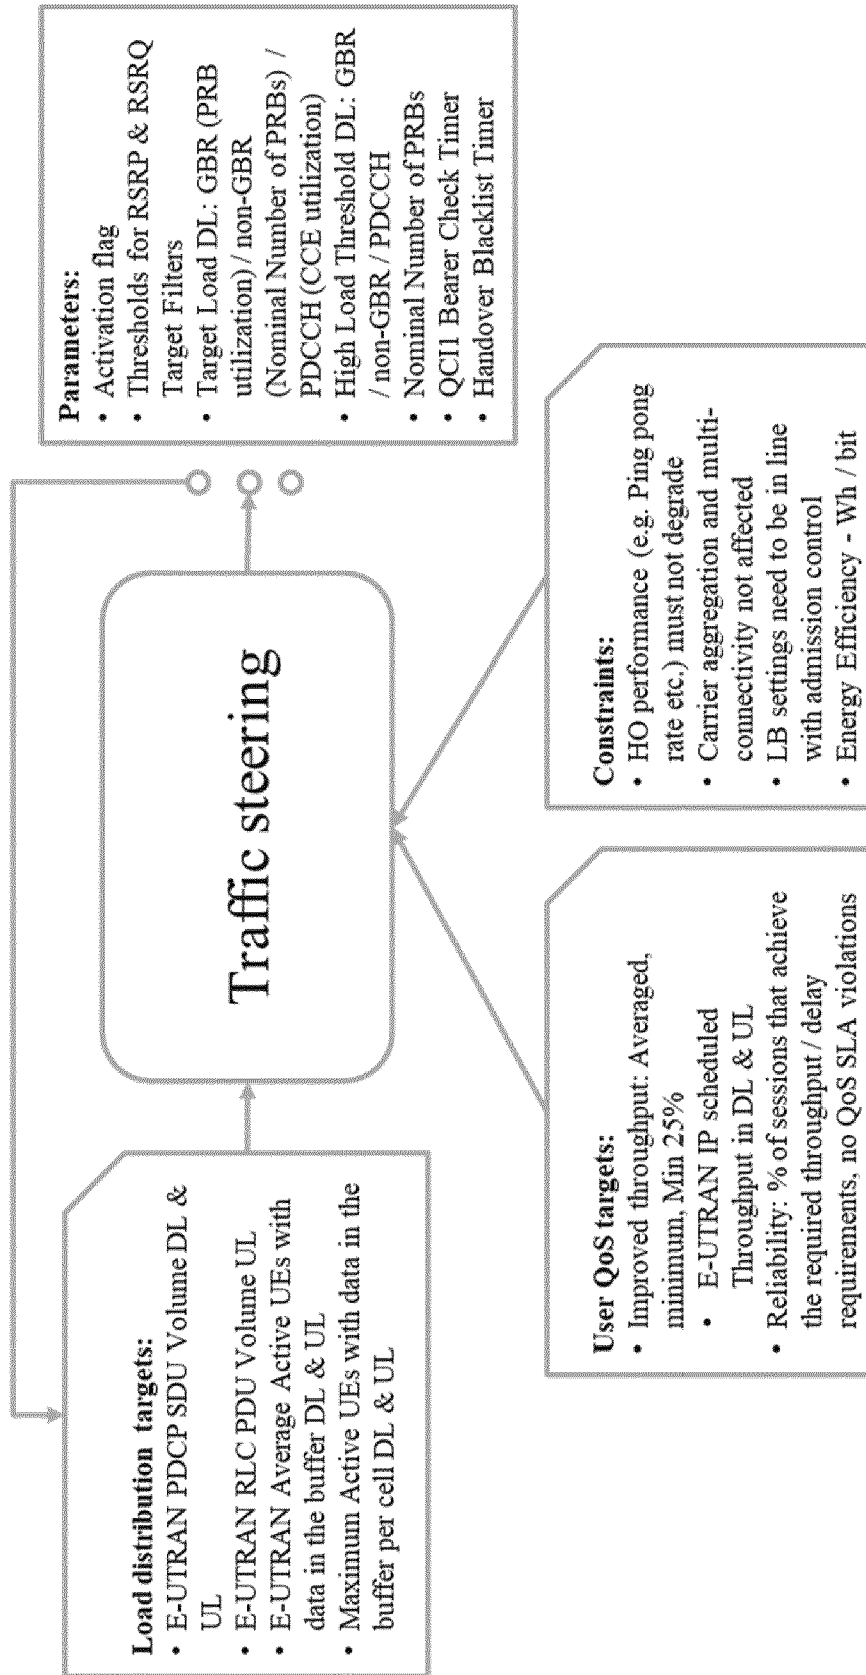 Load distribution targets:
• E-UTRAN PDCP SDU Volume DL &
UL
• E-UTRAN RLC PDU Volume UL
• E-UTRAN Average Active UEs with
data in the buffer DL & UL
• Maximum Active UEs with data in the
buffer per cell DL & UL
Traffic steering
Parameters:
• Activation flag
• Thresholds for RSRP & RSRQ
Target Filters
• Target Load DL: GBR (PRB
utilization) / non-GBR
(Nominal Number of PRBs) /
PDCCH (CCE utilization)
• High Load Threshold DL: GBR
/ non-GBR / PDCCH
• Nominal Number of PRBs
• QCI1 Bearer Check Timer
• Handover Blacklist Timer
User QoS targets:
• Improved throughput: Averaged,
minimum, Min 25%
• E-UTRAN IP scheduled
Throughput in DL & UL
• Reliability: % of sessions that achieve
the required throughput / delay
requirements, no QoS SLA violations
Constraints:
• HO performance (e.g. Ping pong
rate etc.) must not degrade
• Carrier aggregation and multi-
connectivity not affected
• LB settings need to be in line
with admission control
• Energy Efficiency - Wh / bit